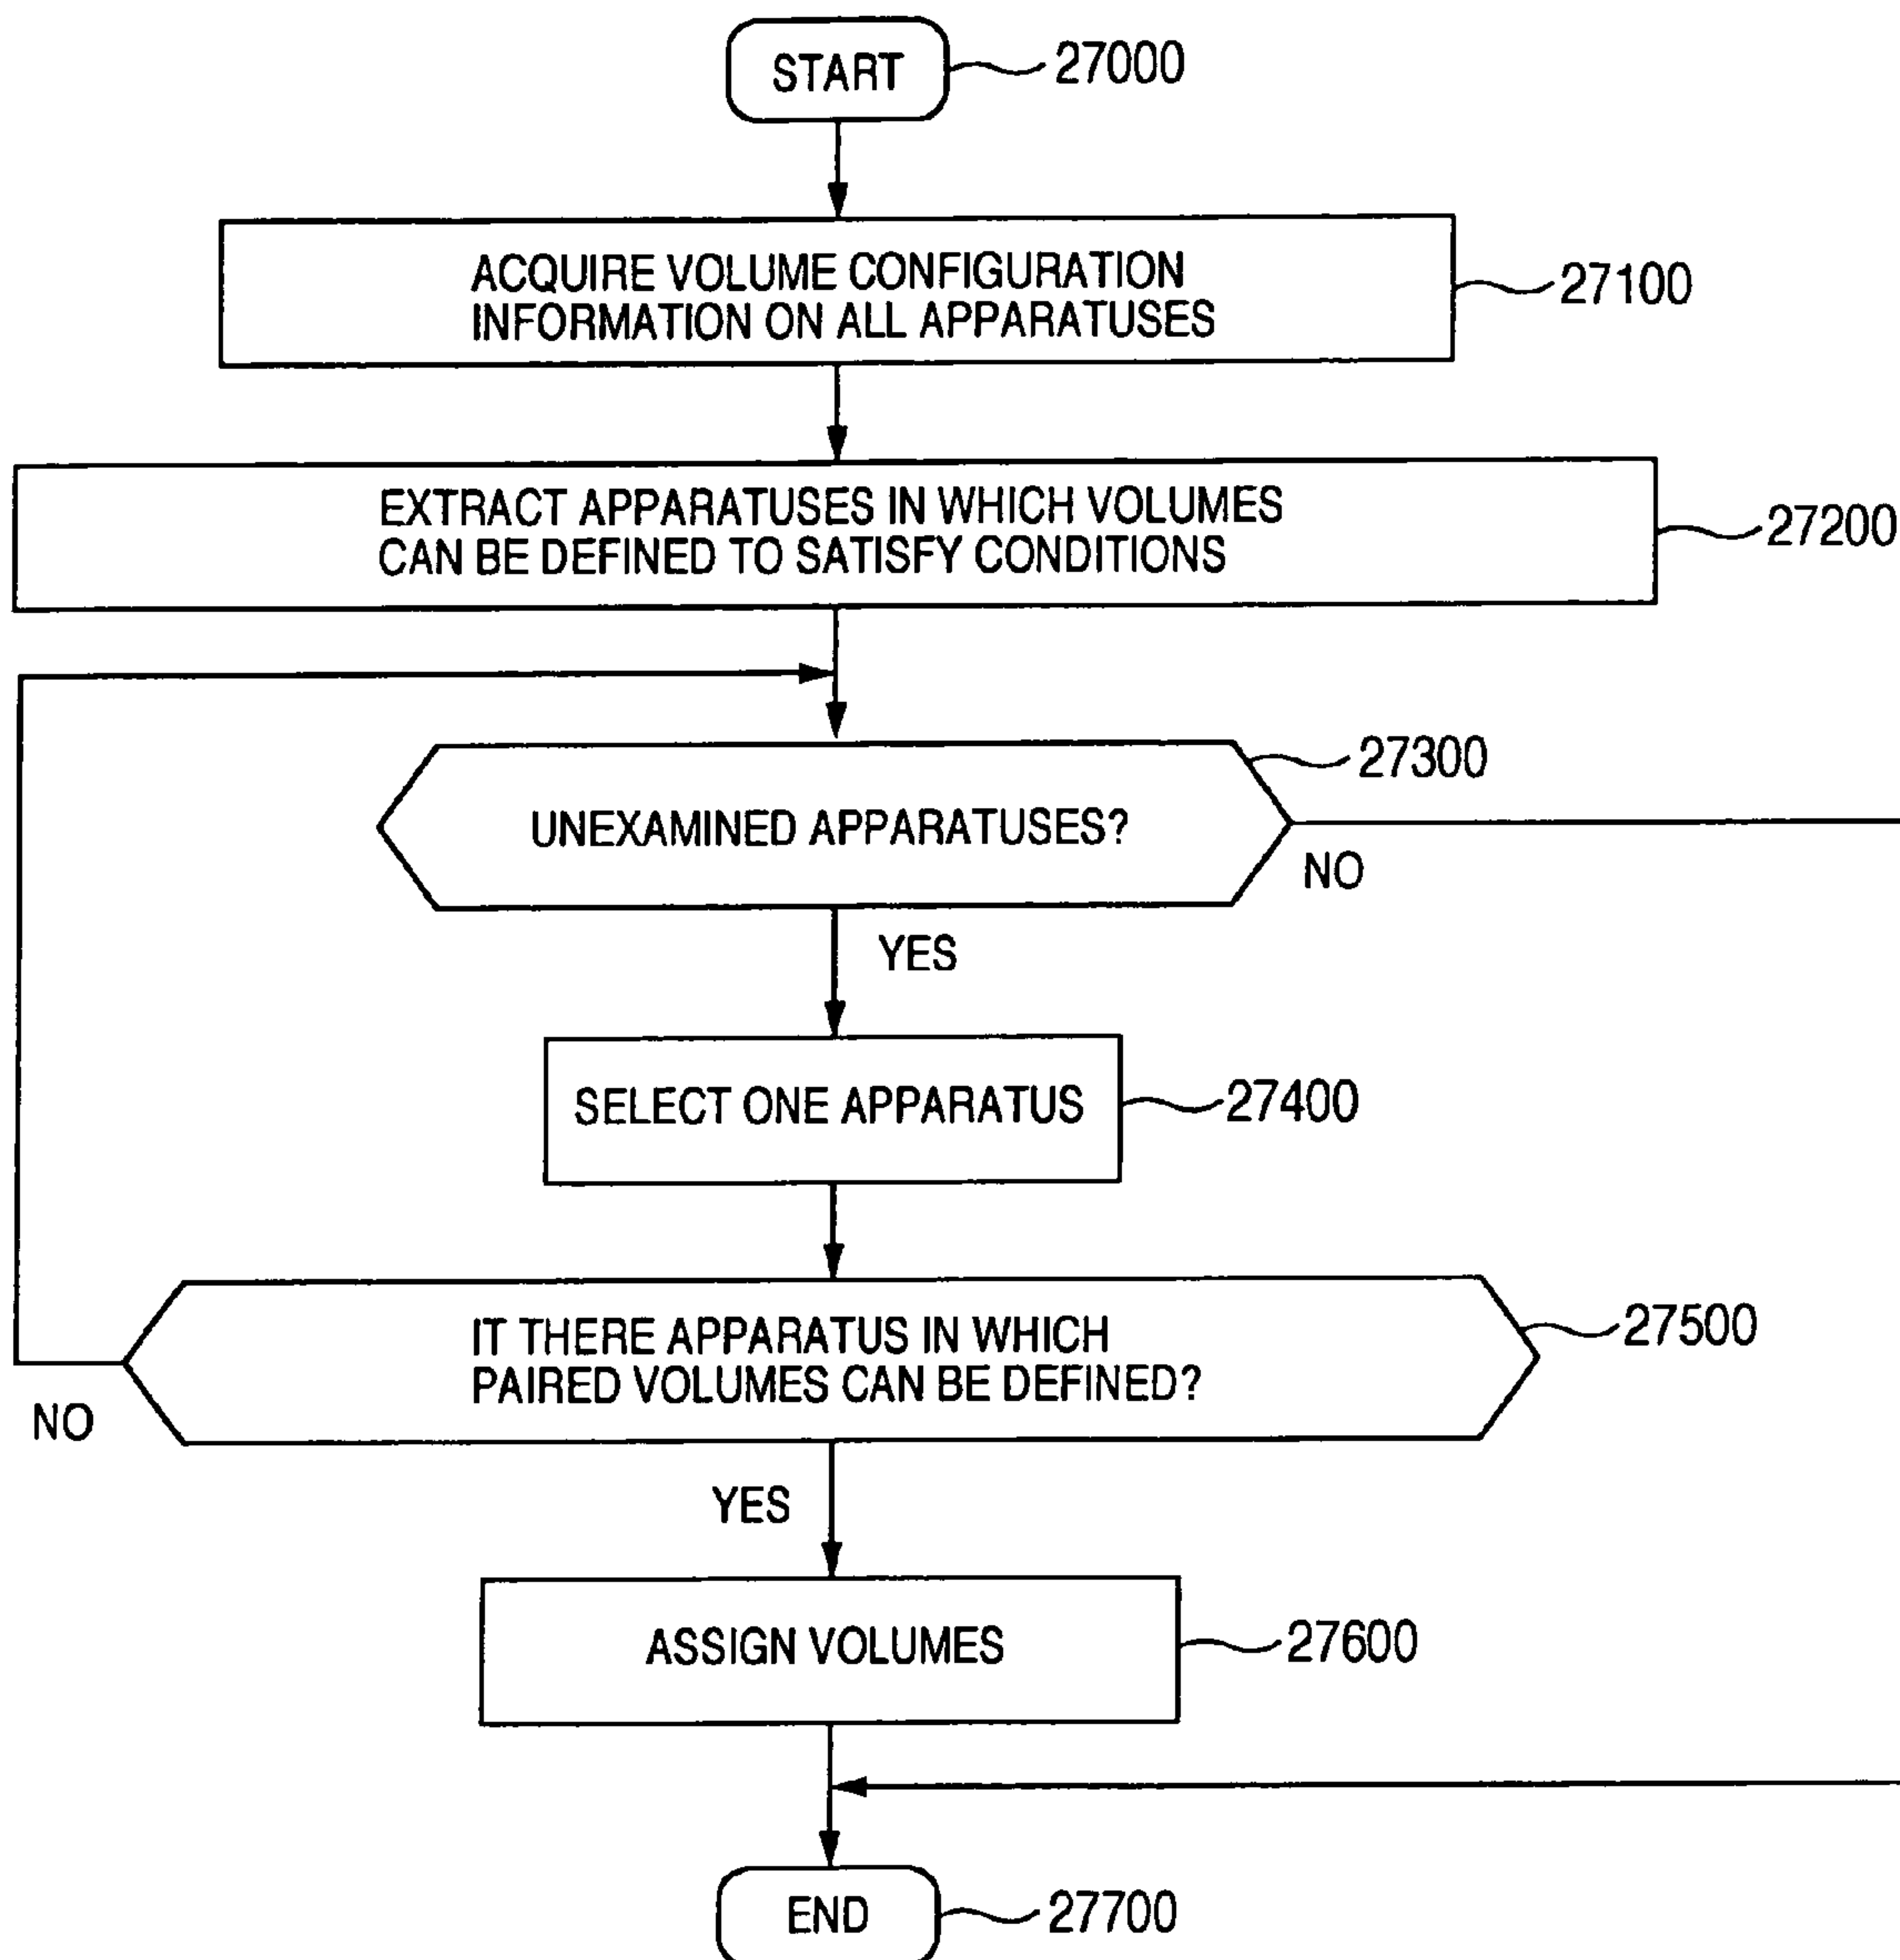 START
27000
ACQUIRE VOLUME CONFIGURATION
INFORMATION ON ALL APPARATUSES
27100
EXTRACT APPARATUSES IN WHICH VOLUMES
CAN BE DEFINED TO SATISFY CONDITIONS
27200
27300
UNEXAMINED APPARATUSES?
NO
YES
SELECT ONE APPARATUS
27400
IT THERE APPARATUS IN WHICH
PAIRED VOLUMES CAN BE DEFINED?
27500
NO
YES
ASSIGN VOLUMES
27600
END
27700